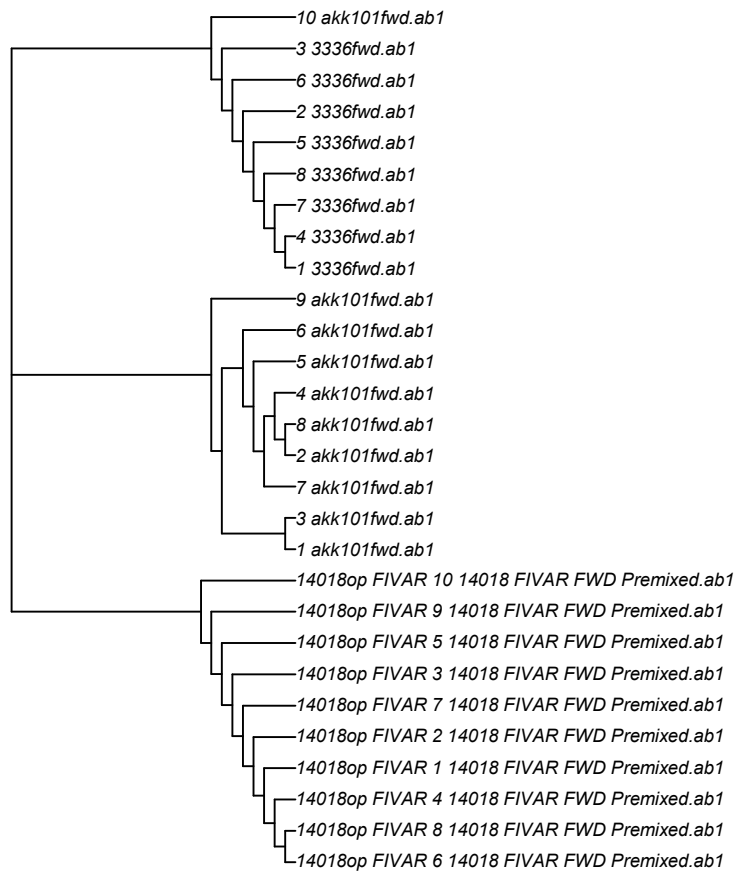 10 akk101fwd.ab1
3 3336fwd.ab1
6 3336fwd.ab1
2 3336fwd.ab1
5 3336fwd.ab1
8 3336fwd.ab1
7 3336fwd.ab1
4 3336fwd.ab1
1 3336fwd.ab1
9 akk101fwd.ab1
6 akk101fwd.ab1
5 akk101fwd.ab1
4 akk101fwd.ab1
8 akk101fwd.ab1
2 akk101fwd.ab1
7 akk101fwd.ab1
3 akk101fwd.ab1
1 akk101fwd.ab1
14018op FIVAR 10 14018 FIVAR FWD Premixed.ab1
14018op FIVAR 9 14018 FIVAR FWD Premixed.ab1
14018op FIVAR 5 14018 FIVAR FWD Premixed.ab1
14018op FIVAR 3 14018 FIVAR FWD Premixed.ab1
14018op FIVAR 7 14018 FIVAR FWD Premixed.ab1
14018op FIVAR 2 14018 FIVAR FWD Premixed.ab1
14018op FIVAR 1 14018 FIVAR FWD Premixed.ab1
14018op FIVAR 4 14018 FIVAR FWD Premixed.ab1
14018op FIVAR 8 14018 FIVAR FWD Premixed.ab1
14018op FIVAR 6 14018 FIVAR FWD Premixed.ab1